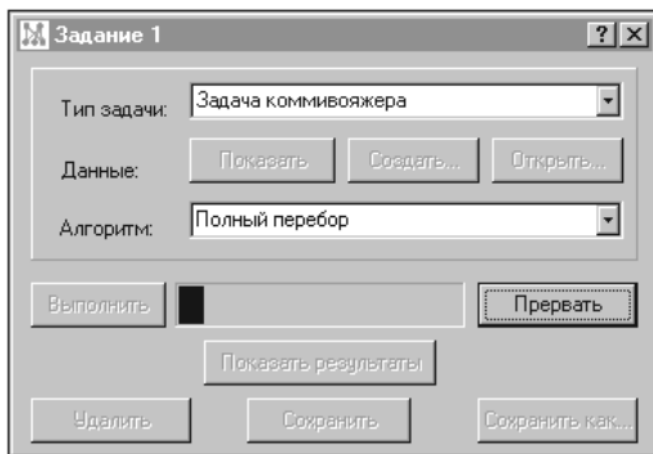 Задание 1
Тип задачи: Задача коммивояжера
Данные: Показать Создать... Открыть...
Алгоритм: Полный перебор
Выполнить Прервать
Показать результаты
Удалить Сохранить Сохранить как...